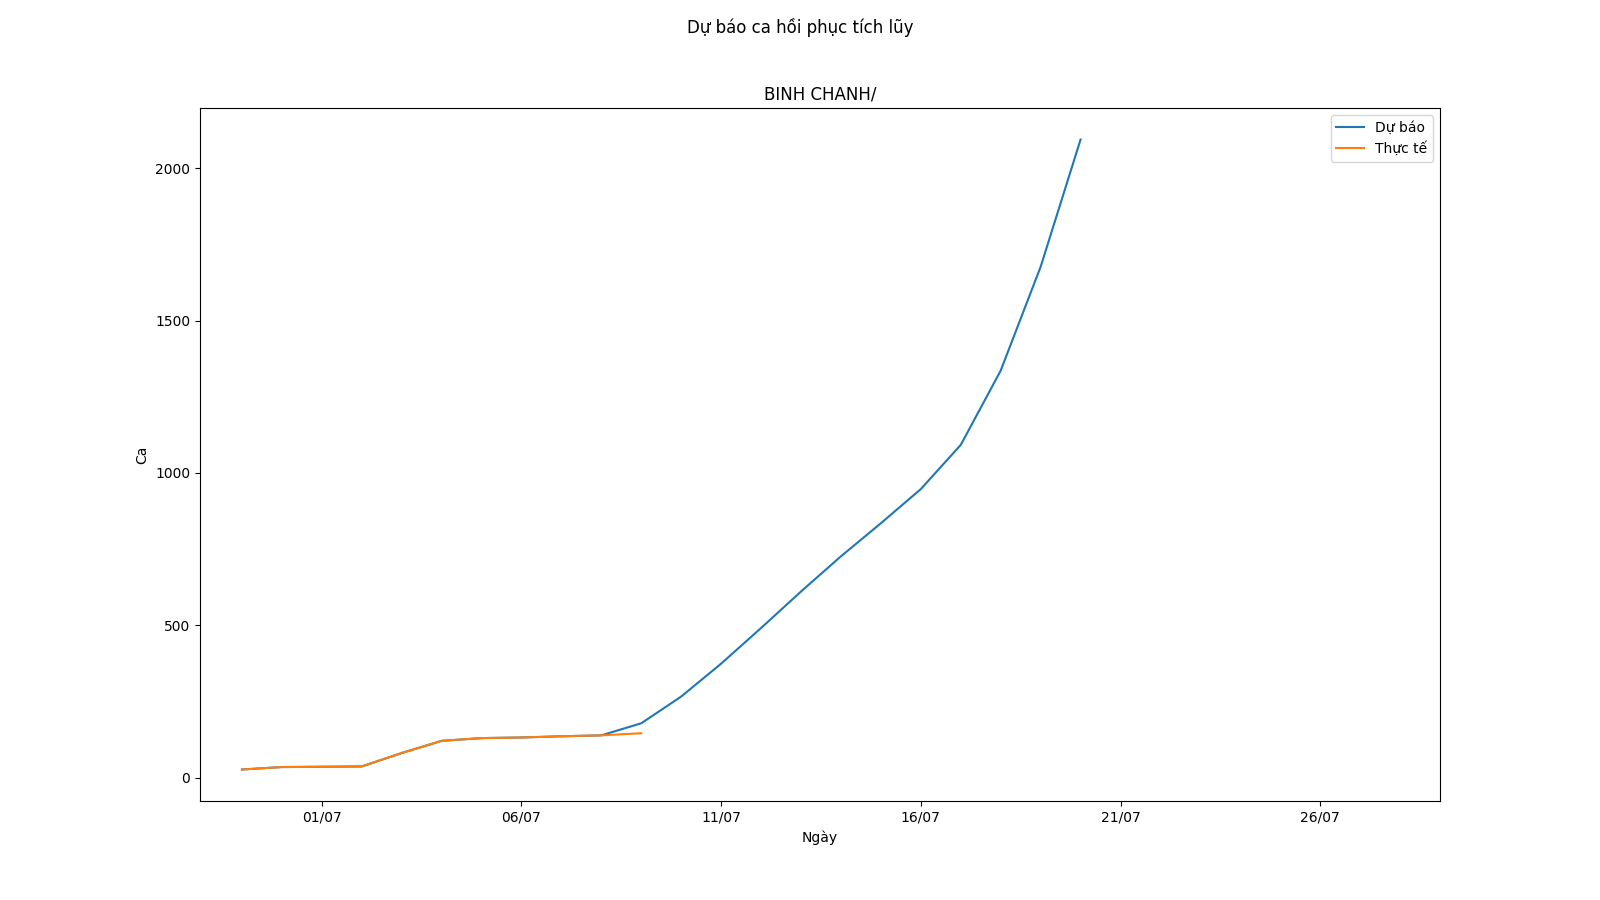 Dự báo ca hồi phục tích lũy
BINH CHANH/
Dự báo
Thực tế
2000
1500
1000
500
0
Ca
01/07
06/07
11/07
16/07
21/07
26/07
Ngày